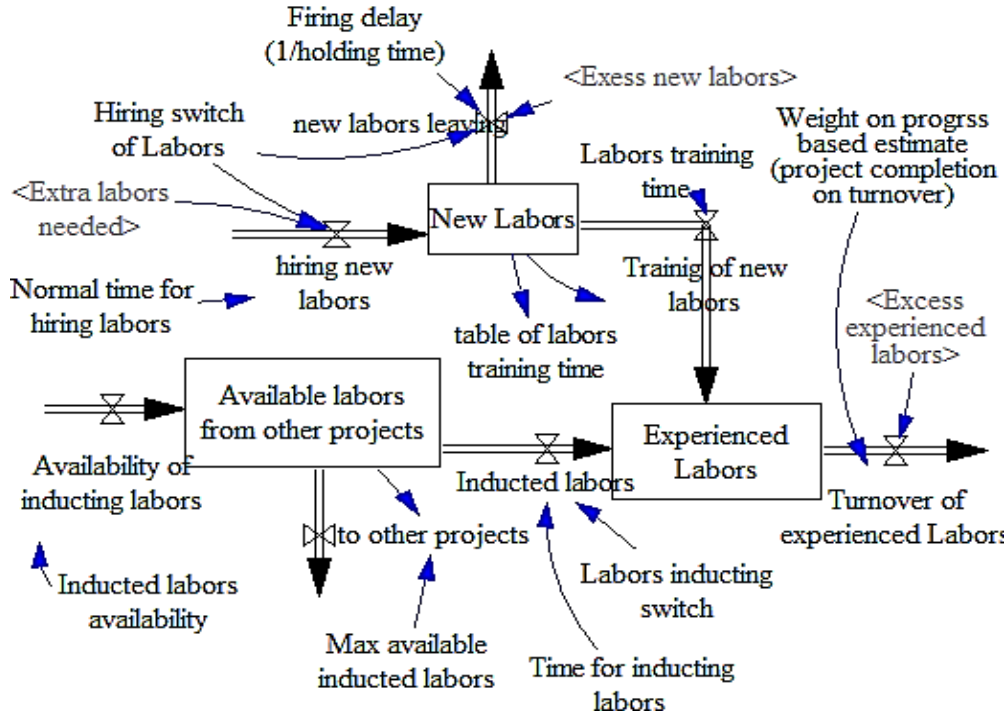 Firing delay
(1/holding time)
<Exess new labors>
Hiring switch
of Labors
new labors leaving
Weight on progrss
based estimate
(project completion
on turnover)
Labors training
time
<Extra labors
needed>
New Labors
hiring new
labors
Trainig of new
labors
Normal time for
hiring labors
<Excess
experienced
labors>
table of labors
training time
Available labors
from other projects
Experienced
Labors
Availability of
inducting labors
Inducted labors
Turnover of
experienced Labors
to other projects
Inducted labors
availability
Labors inducting
switch
Max available
inducted labors
Time for inducting
labors